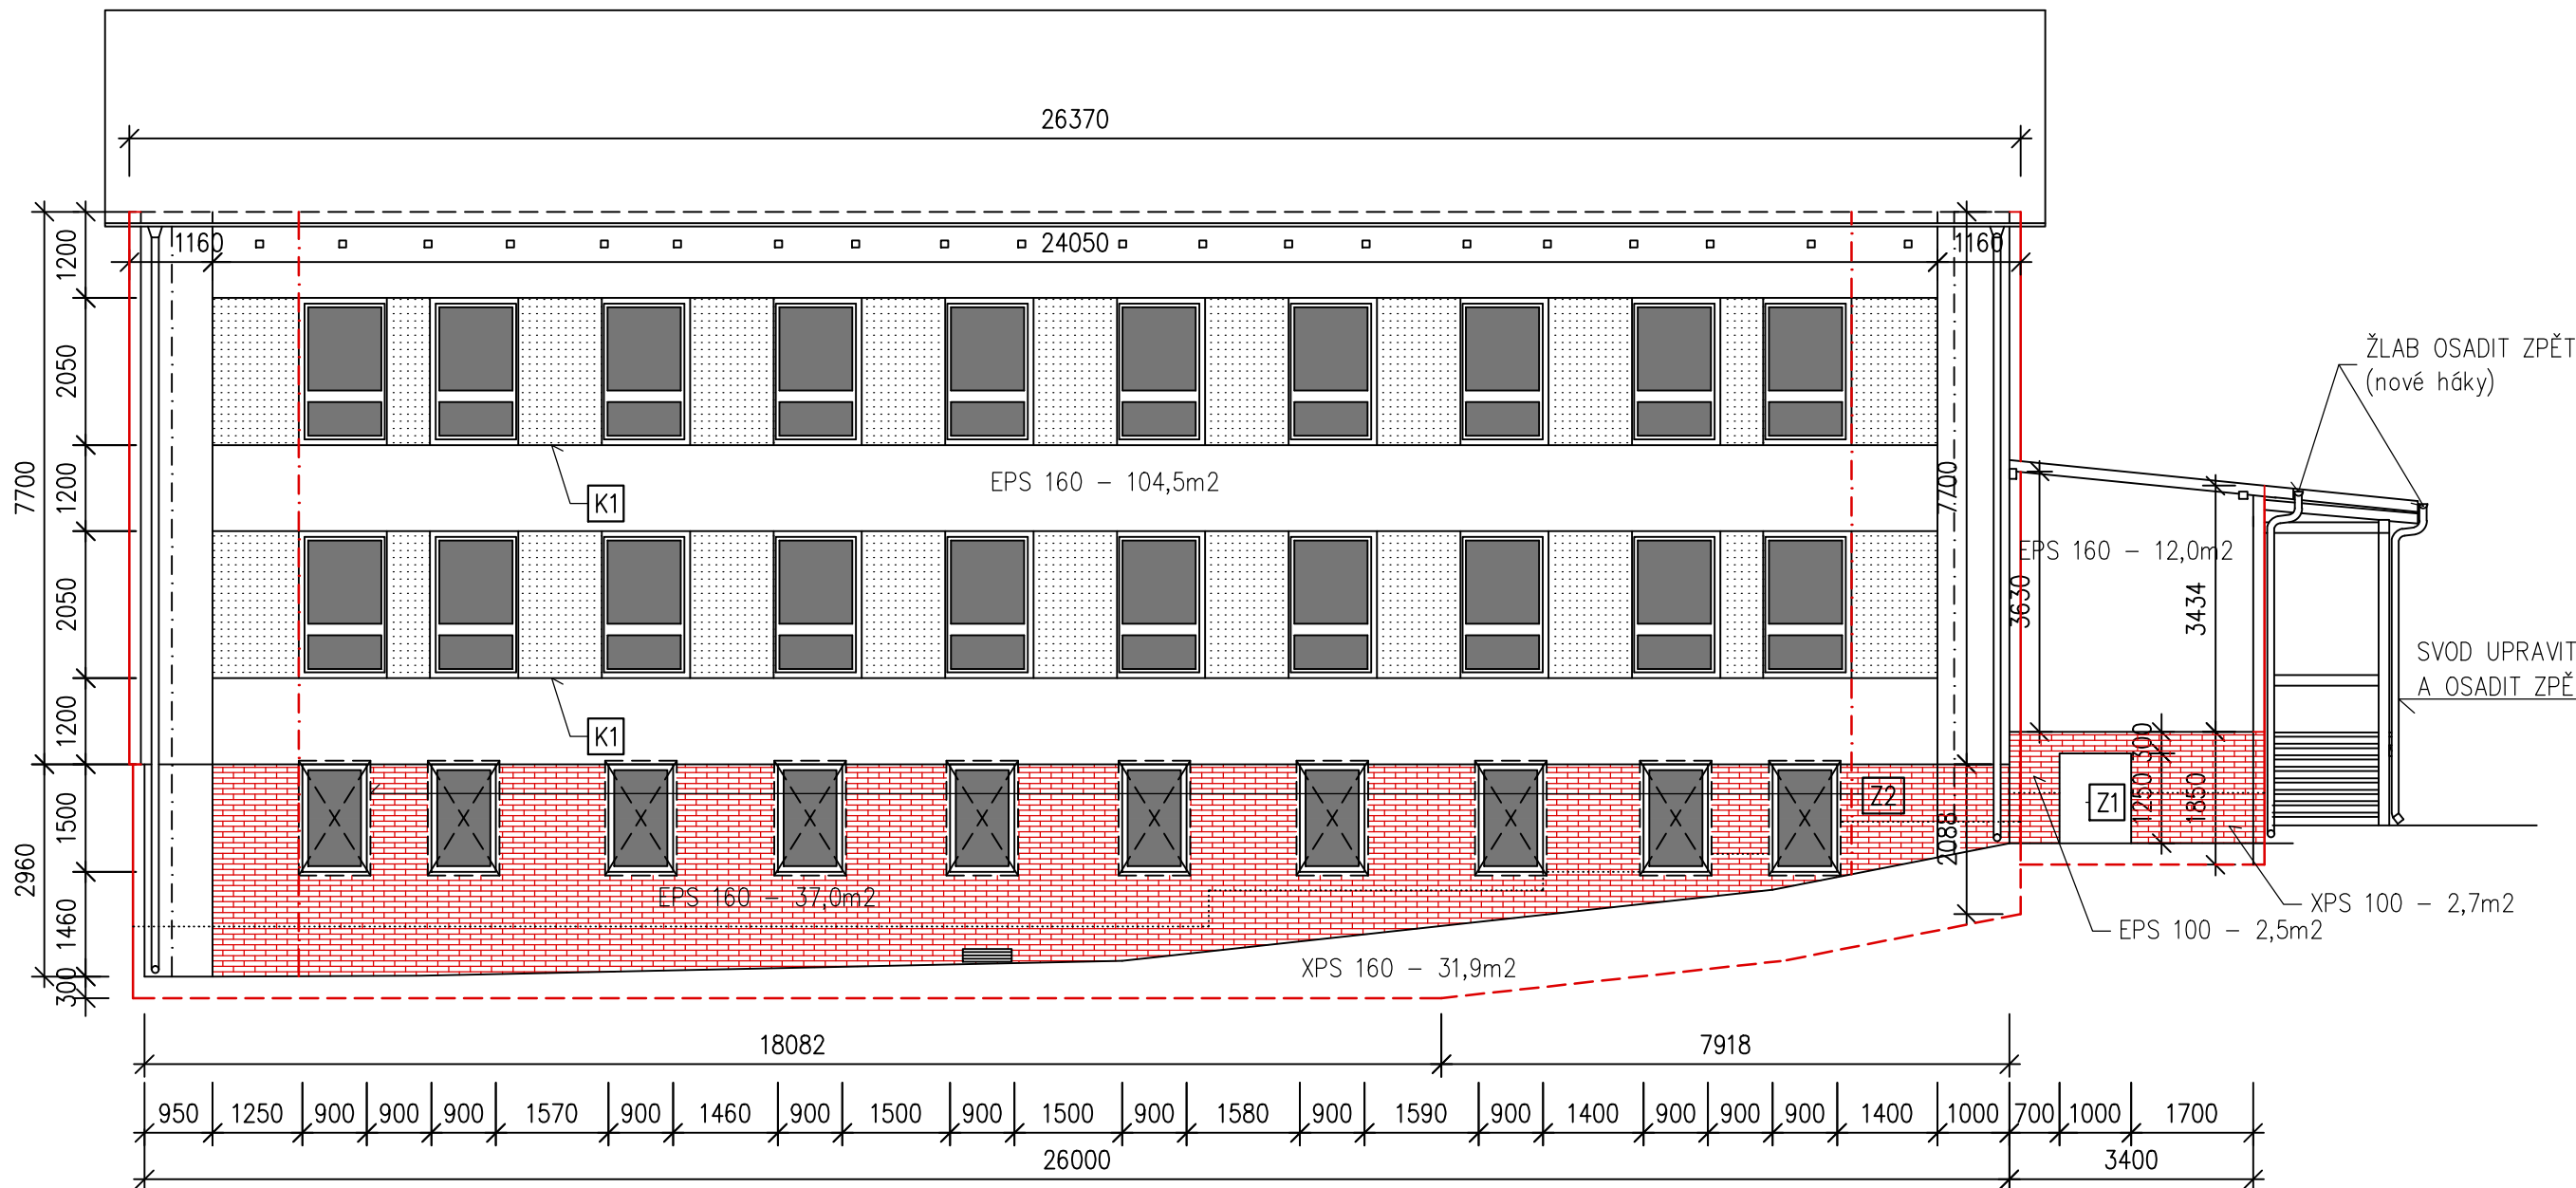 26370
1160
24050
1160
1200
2050
1200
2050
1200
7700
1500
1460
2960
300
7700
2088
EPS 160 - 104,5m2
K1
K1
EPS 160 - 12,0m2
3630
3434
ŽLAB OSADIT ZPĚT
(nové háky)
SVOD UPRAVIT
A OSADIT ZPĚ
Z2
Z1
300
1250
1850
EPS 160 - 37,0m2
XPS 160 - 31,9m2
EPS 100 - 2,5m2
XPS 100 - 2,7m2
18082
7918
950 1250 900 900 900 1570 900 1460 900 1500 900 1500 900 1580 900 1590 900 1400 900 900 900 1400 1000 700 1000 1700
26000
3400